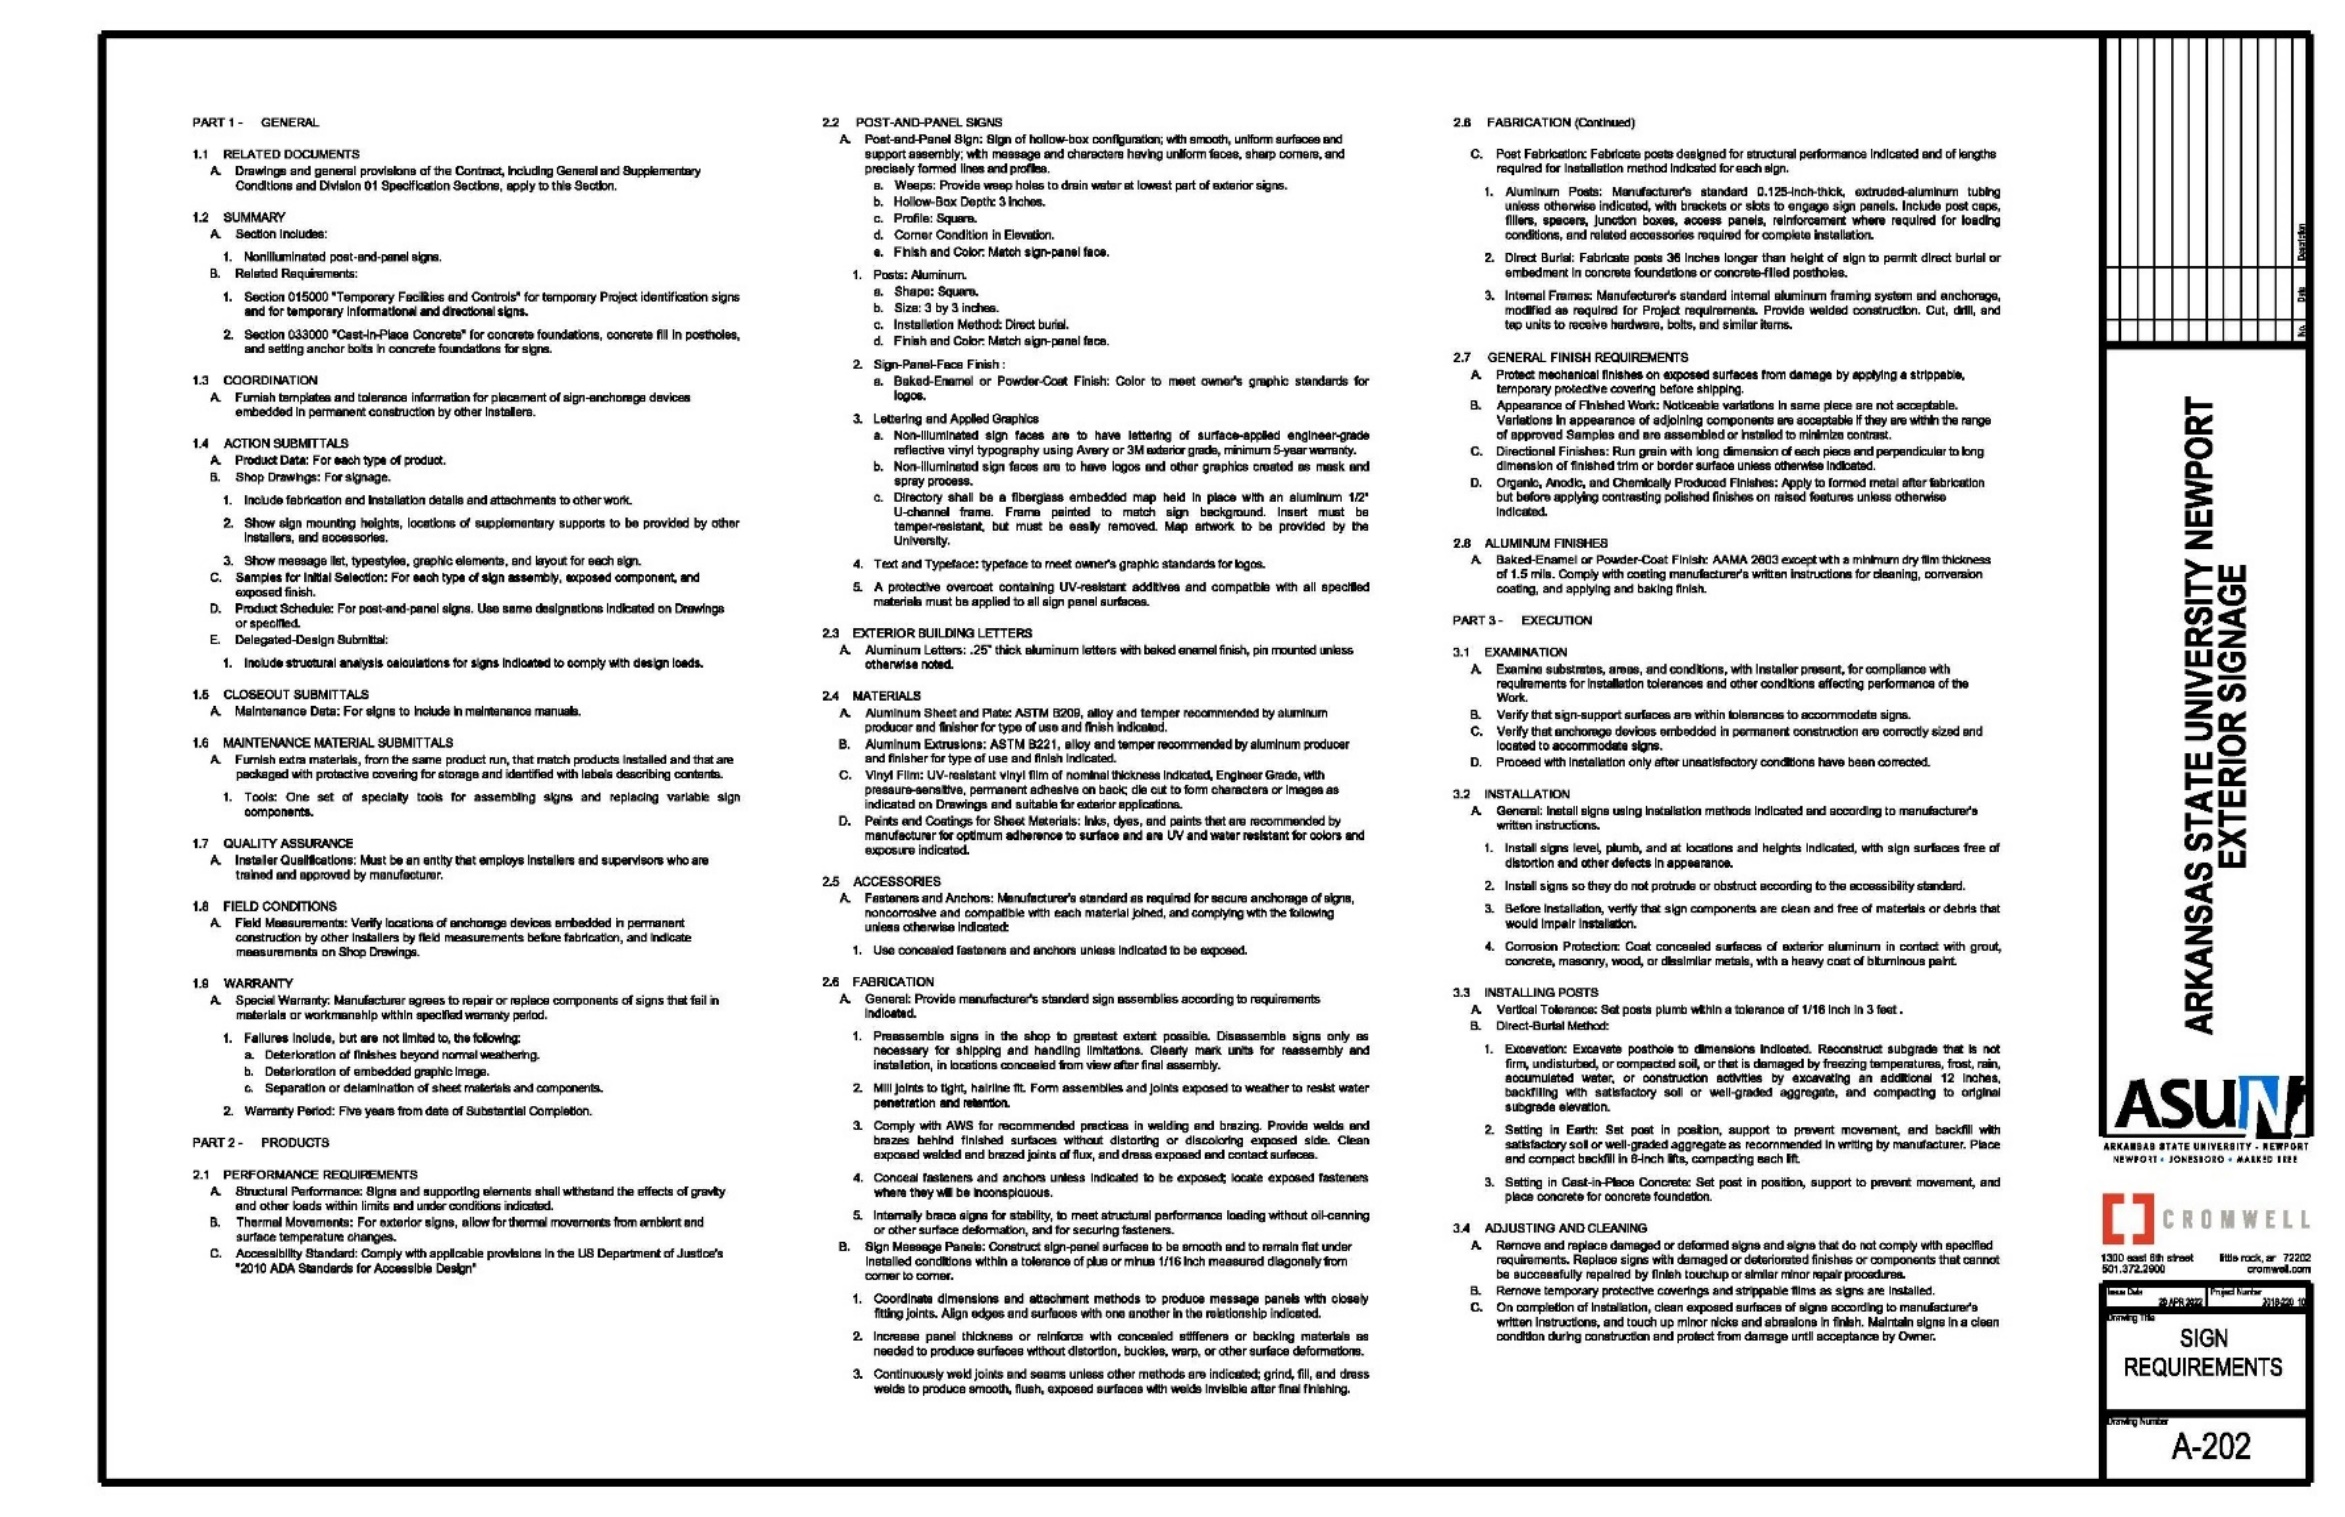 PART 1 - GENERAL
1.1 RELATED DOCUMENTS
A. Drawings and general provisions of the Contract, including General and Supplementary
Conditions and Division 01 Specification Sections, apply to this Section.
1.2 SUMMARY
A. Section Includes:
1. Nonilluminated post-and-panel signs.
B. Related Requirements:
1. Section 015000 "Temporary Facilities and Controls" for temporary Project identification signs
and for temporary informational and directional signs.
2. Section 033000 "Cast-in-Place Concrete" for concrete foundations, concrete fill in postholes,
and setting anchor bolts in concrete foundations for signs.
1.3 COORDINATION
A. Furnish templates and tolerance information for placement of sign-anchorage devices
embedded in permanent construction by other installers.
1.4 ACTION SUBMITTALS
A. Product Data: For each type of product.
B. Shop Drawings: For signage.
1. Include fabrication and installation details and attachments to other work.
2. Show sign mounting heights, locations of supplementary supports to be provided by other
installers, and accessories.
3. Show message list, typestyles, graphic elements, and layout for each sign.
C. Samples for Initial Selection: For each type of sign assembly, exposed component, and
exposed finish.
D. Product Schedule: For post-and-panel signs. Use same designations indicated on Drawings
or specified.
E. Delegated-Design Submittal:
1. Include structural analysis calculations for signs indicated to comply with design loads.
1.5 CLOSEOUT SUBMITTALS
A. Maintenance Data: For signs to include in maintenance manuals.
1.6 MAINTENANCE MATERIAL SUBMITTALS
A. Furnish extra materials, from the same product run, that match products installed and that are
packaged with protective covering for storage and identified with labels describing contents.
1. Tools: One set of specialty tools for assembling signs and replacing variable sign
components.
1.7 QUALITY ASSURANCE
A. Installer Qualifications: Must be an entity that employs installers and supervisors who are
trained and approved by manufacturer.
1.8 FIELD CONDITIONS
A. Field Measurements: Verify locations of anchorage devices embedded in permanent
construction by other installers by field measurements before fabrication, and indicate
measurements on Shop Drawings.
1.9 WARRANTY
A. Special Warranty: Manufacturer agrees to repair or replace components of signs that fail in
materials or workmanship within specified warranty period.
1. Failures include, but are not limited to, the following:
a. Deterioration of finishes beyond normal weathering.
b. Deterioration of embedded graphic image.
c. Separation or delamination of sheet materials and components.
2. Warranty Period: Five years from date of Substantial Completion.
PART 2 - PRODUCTS
2.1 PERFORMANCE REQUIREMENTS
A. Structural Performance: Signs and supporting elements shall withstand the effects of gravity
and other loads within limits and under conditions indicated.
B. Thermal Movements: For exterior signs, allow for thermal movements from ambient and
surface temperature changes.
C. Accessibility Standard: Comply with applicable provisions in the US Department of Justice's
"2010 ADA Standards for Accessible Design"
2.2 POST-AND-PANEL SIGNS
A. Post-and-Panel Sign: Sign of hollow-box configuration; with smooth, uniform surfaces and
support assembly; with message and characters having uniform faces, sharp corners, and
precisely formed lines and profiles.
a. Weeps: Provide weep holes to drain water at lowest part of exterior signs.
b. Hollow-Box Depth: 3 inches.
c. Profile: Square.
d. Corner Condition in Elevation.
e. Finish and Color: Match sign-panel face.
1. Posts: Aluminum.
a. Shape: Square.
b. Size: 3 by 3 inches.
c. Installation Method: Direct burial.
d. Finish and Color: Match sign-panel face.
2. Sign-Panel-Face Finish :
a. Baked-Enamel or Powder-Coat Finish: Color to meet owner's graphic standards for
logos.
3. Lettering and Applied Graphics
a. Non-illuminated sign faces are to have lettering of surface-applied engineer-grade
reflective vinyl typography using Avery or 3M exterior grade, minimum 5-year warranty.
b. Non-illuminated sign faces are to have logos and other graphics created as mask and
spray process.
c. Directory shall be a fiberglass embedded map held in place with an aluminum 1/2"
U-channel frame. Frame painted to match sign background. Insert must be
tamper-resistant, but must be easily removed. Map artwork to be provided by the
University.
4. Text and Typeface: typeface to meet owner's graphic standards for logos.
5. A protective overcoat containing UV-resistant additives and compatible with all specified
materials must be applied to all sign panel surfaces.
2.3 EXTERIOR BUILDING LETTERS
A. Aluminum Letters: .25" thick aluminum letters with baked enamel finish, pin mounted unless
otherwise noted.
2.4 MATERIALS
A. Aluminum Sheet and Plate: ASTM B209, alloy and temper recommended by aluminum
producer and finisher for type of use and finish indicated.
B. Aluminum Extrusions: ASTM B221, alloy and temper recommended by aluminum producer
and finisher for type of use and finish indicated.
C. Vinyl Film: UV-resistant vinyl film of nominal thickness indicated, Engineer Grade, with
pressure-sensitive, permanent adhesive on back; die cut to form characters or images as
indicated on Drawings and suitable for exterior applications.
D. Paints and Coatings for Sheet Materials: Inks, dyes, and paints that are recommended by
manufacturer for optimum adherence to surface and are UV and water resistant for colors and
exposure indicated.
2.5 ACCESSORIES
A. Fasteners and Anchors: Manufacturer's standard as required for secure anchorage of signs,
noncorrosive and compatible with each material joined, and complying with the following
unless otherwise indicated:
1. Use concealed fasteners and anchors unless indicated to be exposed.
2.6 FABRICATION
A. General: Provide manufacturer's standard sign assemblies according to requirements
indicated.
1. Preassemble signs in the shop to greatest extent possible. Disassemble signs only as
necessary for shipping and handling limitations. Clearly mark units for reassembly and
installation, in locations concealed from view after final assembly.
2. Mill joints to tight, hairline fit. Form assemblies and joints exposed to weather to resist water
penetration and retention.
3. Comply with AWS for recommended practices in welding and brazing. Provide welds and
brazes behind finished surfaces without distorting or discoloring exposed side. Clean
exposed welded and brazed joints of flux, and dress exposed and contact surfaces.
4. Conceal fasteners and anchors unless indicated to be exposed; locate exposed fasteners
where they will be inconspicuous.
5. Internally brace signs for stability, to meet structural performance loading without oil-canning
or other surface deformation, and for securing fasteners.
B. Sign Message Panels: Construct sign-panel surfaces to be smooth and to remain flat under
installed conditions within a tolerance of plus or minus 1/16 inch measured diagonally from
corner to corner.
1. Coordinate dimensions and attachment methods to produce message panels with closely
fitting joints. Align edges and surfaces with one another in the relationship indicated.
2. Increase panel thickness or reinforce with concealed stiffeners or backing materials as
needed to produce surfaces without distortion, buckles, warp, or other surface deformations.
3. Continuously weld joints and seams unless other methods are indicated; grind, fill, and dress
welds to produce smooth, flush, exposed surfaces with welds invisible after final finishing.
2.6 FABRICATION (Continued)
C. Post Fabrication: Fabricate posts designed for structural performance indicated and of lengths
required for installation method indicated for each sign.
1. Aluminum Posts: Manufacturer's standard 0.125-inch-thick, extruded-aluminum tubing
unless otherwise indicated, with brackets or slots to engage sign panels. Include post caps,
fillers, spacers, junction boxes, access panels, reinforcement where required for loading
conditions, and related accessories required for complete installation.
2. Direct Burial: Fabricate posts 36 inches longer than height of sign to permit direct burial or
embedment in concrete foundations or concrete-filled postholes.
3. Internal Frames: Manufacturer's standard internal aluminum framing system and anchorage,
modified as required for Project requirements. Provide welded construction. Cut, drill, and
tap units to receive hardware, bolts, and similar items.
2.7 GENERAL FINISH REQUIREMENTS
A. Protect mechanical finishes on exposed surfaces from damage by applying a strippable,
temporary protective covering before shipping.
B. Appearance of Finished Work: Noticeable variations in same piece are not acceptable.
Variations in appearance of adjoining components are acceptable if they are within the range
of approved Samples and are assembled or installed to minimize contrast.
C. Directional Finishes: Run grain with long dimension of each piece and perpendicular to long
dimension of finished trim or border surface unless otherwise indicated.
D. Organic, Anodic, and Chemically Produced Finishes: Apply to formed metal after fabrication
but before applying contrasting polished finishes on raised features unless otherwise
indicated.
2.8 ALUMINUM FINISHES
A. Baked-Enamel or Powder-Coat Finish: AAMA 2603 except with a minimum dry film thickness
of 1.5 mils. Comply with coating manufacturer's written instructions for cleaning, conversion
coating, and applying and baking finish.
PART 3 - EXECUTION
3.1 EXAMINATION
A. Examine substrates, areas, and conditions, with Installer present, for compliance with
requirements for installation tolerances and other conditions affecting performance of the
Work.
B. Verify that sign-support surfaces are within tolerances to accommodate signs.
C. Verify that anchorage devices embedded in permanent construction are correctly sized and
located to accommodate signs.
D. Proceed with installation only after unsatisfactory conditions have been corrected.
3.2 INSTALLATION
A. General: Install signs using installation methods indicated and according to manufacturer's
written instructions.
1. Install signs level, plumb, and at locations and heights indicated, with sign surfaces free of
distortion and other defects in appearance.
2. Install signs so they do not protrude or obstruct according to the accessibility standard.
3. Before installation, verify that sign components are clean and free of materials or debris that
would impair installation.
4. Corrosion Protection: Coat concealed surfaces of exterior aluminum in contact with grout,
concrete, masonry, wood, or dissimilar metals, with a heavy coat of bituminous paint.
3.3 INSTALLING POSTS
A. Vertical Tolerance: Set posts plumb within a tolerance of 1/16 inch in 3 feet .
B. Direct-Burial Method:
1. Excavation: Excavate posthole to dimensions indicated. Reconstruct subgrade that is not
firm, undisturbed, or compacted soil, or that is damaged by freezing temperatures, frost, rain,
accumulated water, or construction activities by excavating an additional 12 inches,
backfilling with satisfactory soil or well-graded aggregate, and compacting to original
subgrade elevation.
2. Setting in Earth: Set post in position, support to prevent movement, and backfill with
satisfactory soil or well-graded aggregate as recommended in writing by manufacturer. Place
and compact backfill in 6-inch lifts, compacting each lift.
3. Setting in Cast-in-Place Concrete: Set post in position, support to prevent movement, and
place concrete for concrete foundation.
3.4 ADJUSTING AND CLEANING
A. Remove and replace damaged or deformed signs and signs that do not comply with specified
requirements. Replace signs with damaged or deteriorated finishes or components that cannot
be successfully repaired by finish touchup or similar minor repair procedures.
B. Remove temporary protective coverings and strippable films as signs are installed.
C. On completion of installation, clean exposed surfaces of signs according to manufacturer's
written instructions, and touch up minor nicks and abrasions in finish. Maintain signs in a clean
condition during construction and protect from damage until acceptance by Owner.
Description
Date
No.
ARKANSAS STATE UNIVERSITY NEWPORT
EXTERIOR SIGNAGE
ASUN
ARKANSAS STATE UNIVERSITY - NEWPORT
NEWPORT • JONESBORO • MARKED TREE
CROMWELL
1300 east 6th street little rock, ar 72202
501.372.2900 cromwell.com
Issue Date Project Number
29 APR 2022 2018-220 10
Drawing Title
SIGN
REQUIREMENTS
Drawing Number
A-202